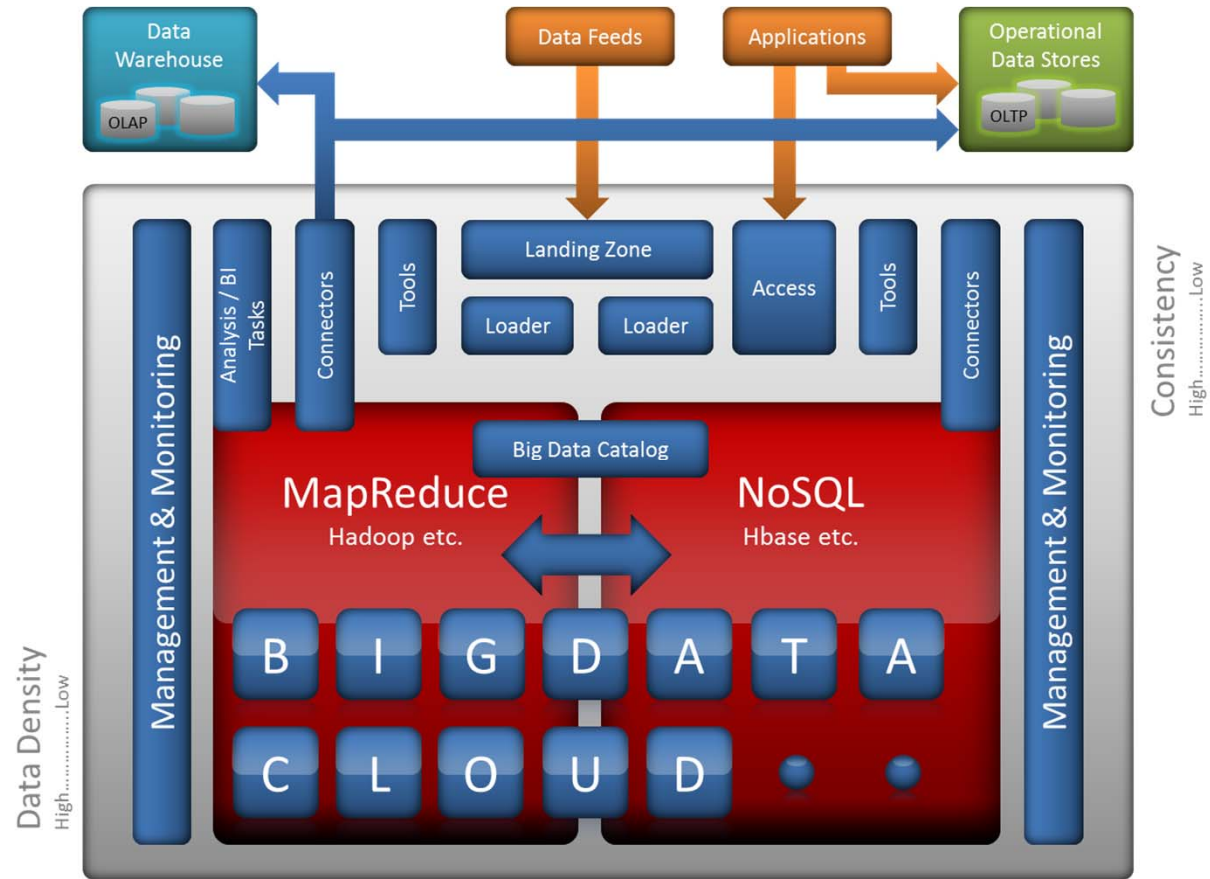 Data
Warehouse
OLAP
Data Feeds
Applications
Operational
Data Stores
OLTP
Management & Monitoring
Analysis / BI
Tasks
Connectors
Tools
Landing Zone
Loader
Loader
Access
Tools
Connectors
Management & Monitoring
Consistency
High...............Low
Big Data Catalog
MapReduce
Hadoop etc.
NoSQL
Hbase etc.
B I G D A T A
C L O U D
Data Density
High.................Low